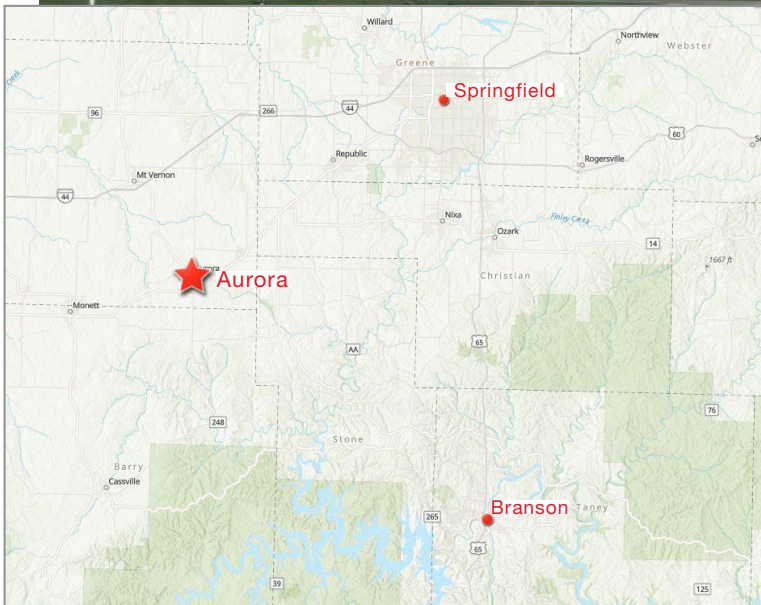 Willard
Northview
Webster
Greene
Springfield
44
96
266
60
Republic
Rogersville
Mt Vernon
44
Nixa
Finley Creek
Ozark
14
1667 ft
Aurora
Christian
Monett
65
AA
76
248
Stone
Barry
Cassville
Branson
Taney
265
65
39
125